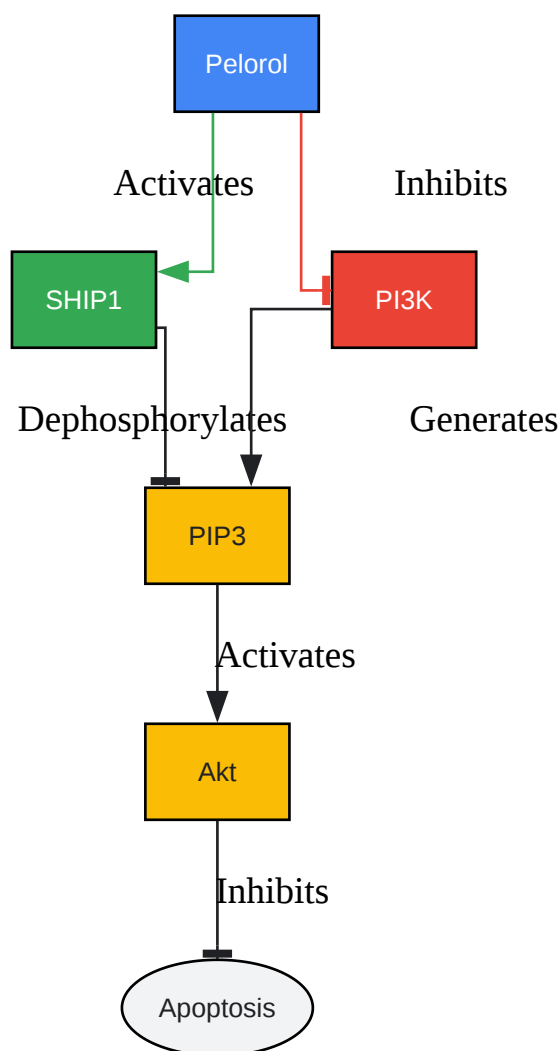 Pelorol
Activates
Inhibits
SHIP1
PI3K
Dephosphorylates
Generates
PIP3
Activates
Akt
Inhibits
Apoptosis